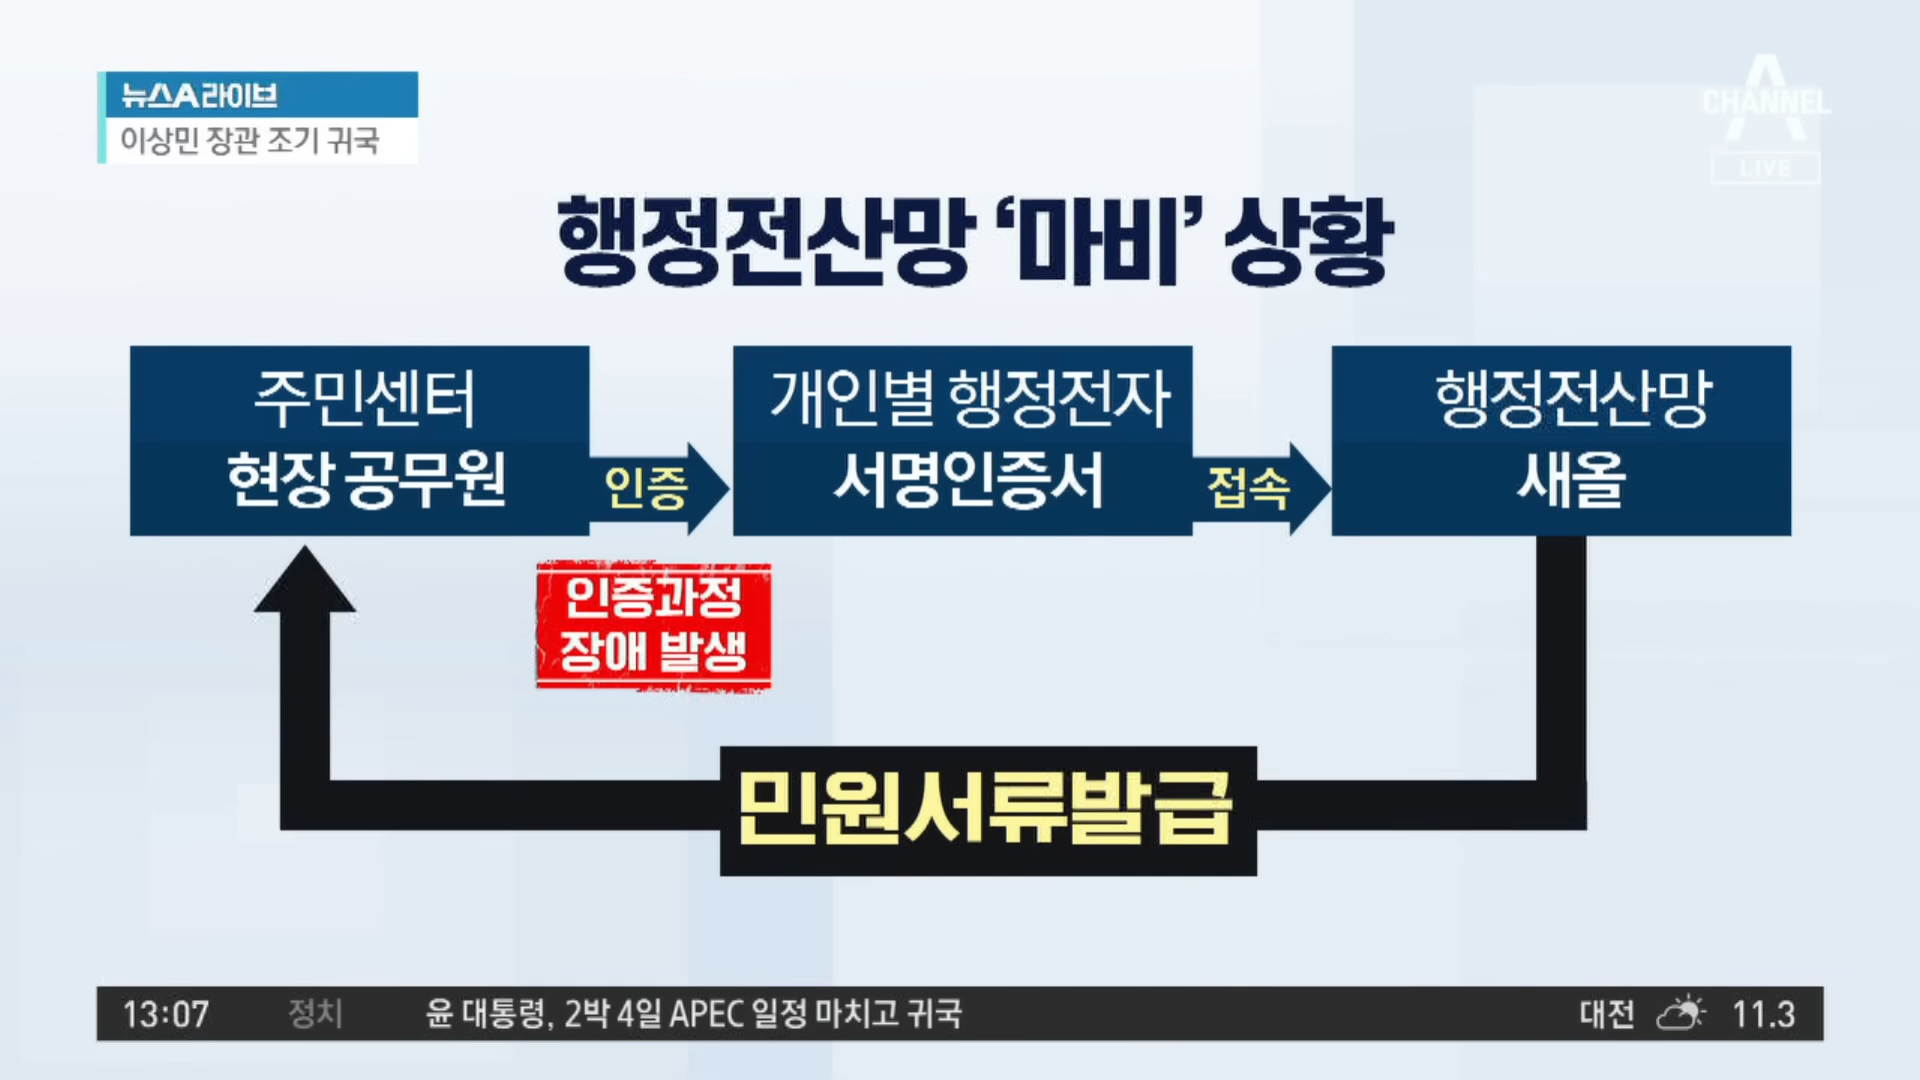 뉴스A라이브
이상민 장관 조기 귀국
CHANNEL A
LIVE
행정전산망 ‘마비’ 상황
주민센터
현장 공무원
인증
개인별 행정전자
서명인증서
접속
행정전산망
새올
인증과정
장애 발생
민원서류발급
13:07 정치 윤 대통령, 2박 4일 APEC 일정 마치고 귀국 대전 11.3